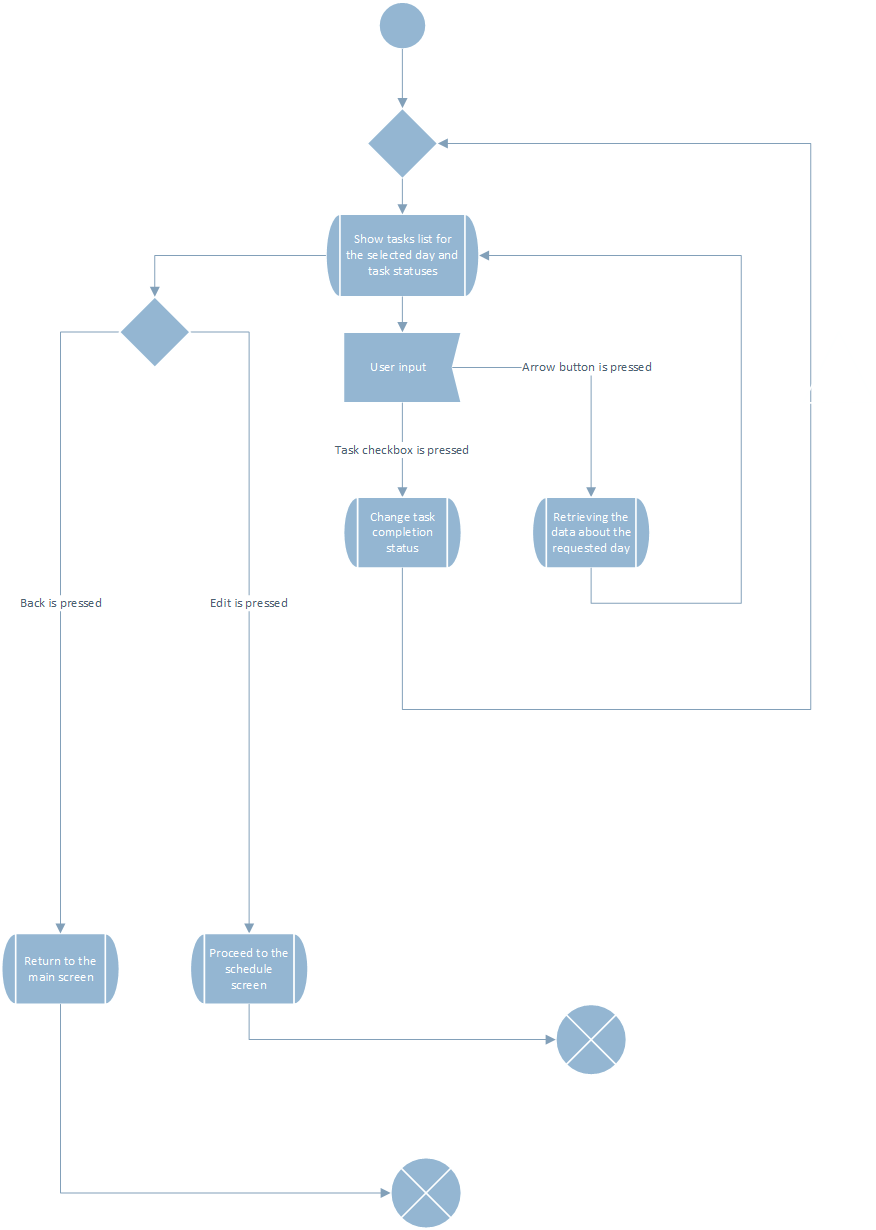 Show tasks list for
the selected day and
task statuses
User input
Arrow button is pressed
Task checkbox is pressed
Change task
completion
status
Retrieving the
data about the
requested day
Back is pressed
Edit is pressed
Return to the
main screen
Proceed to the
schedule
screen